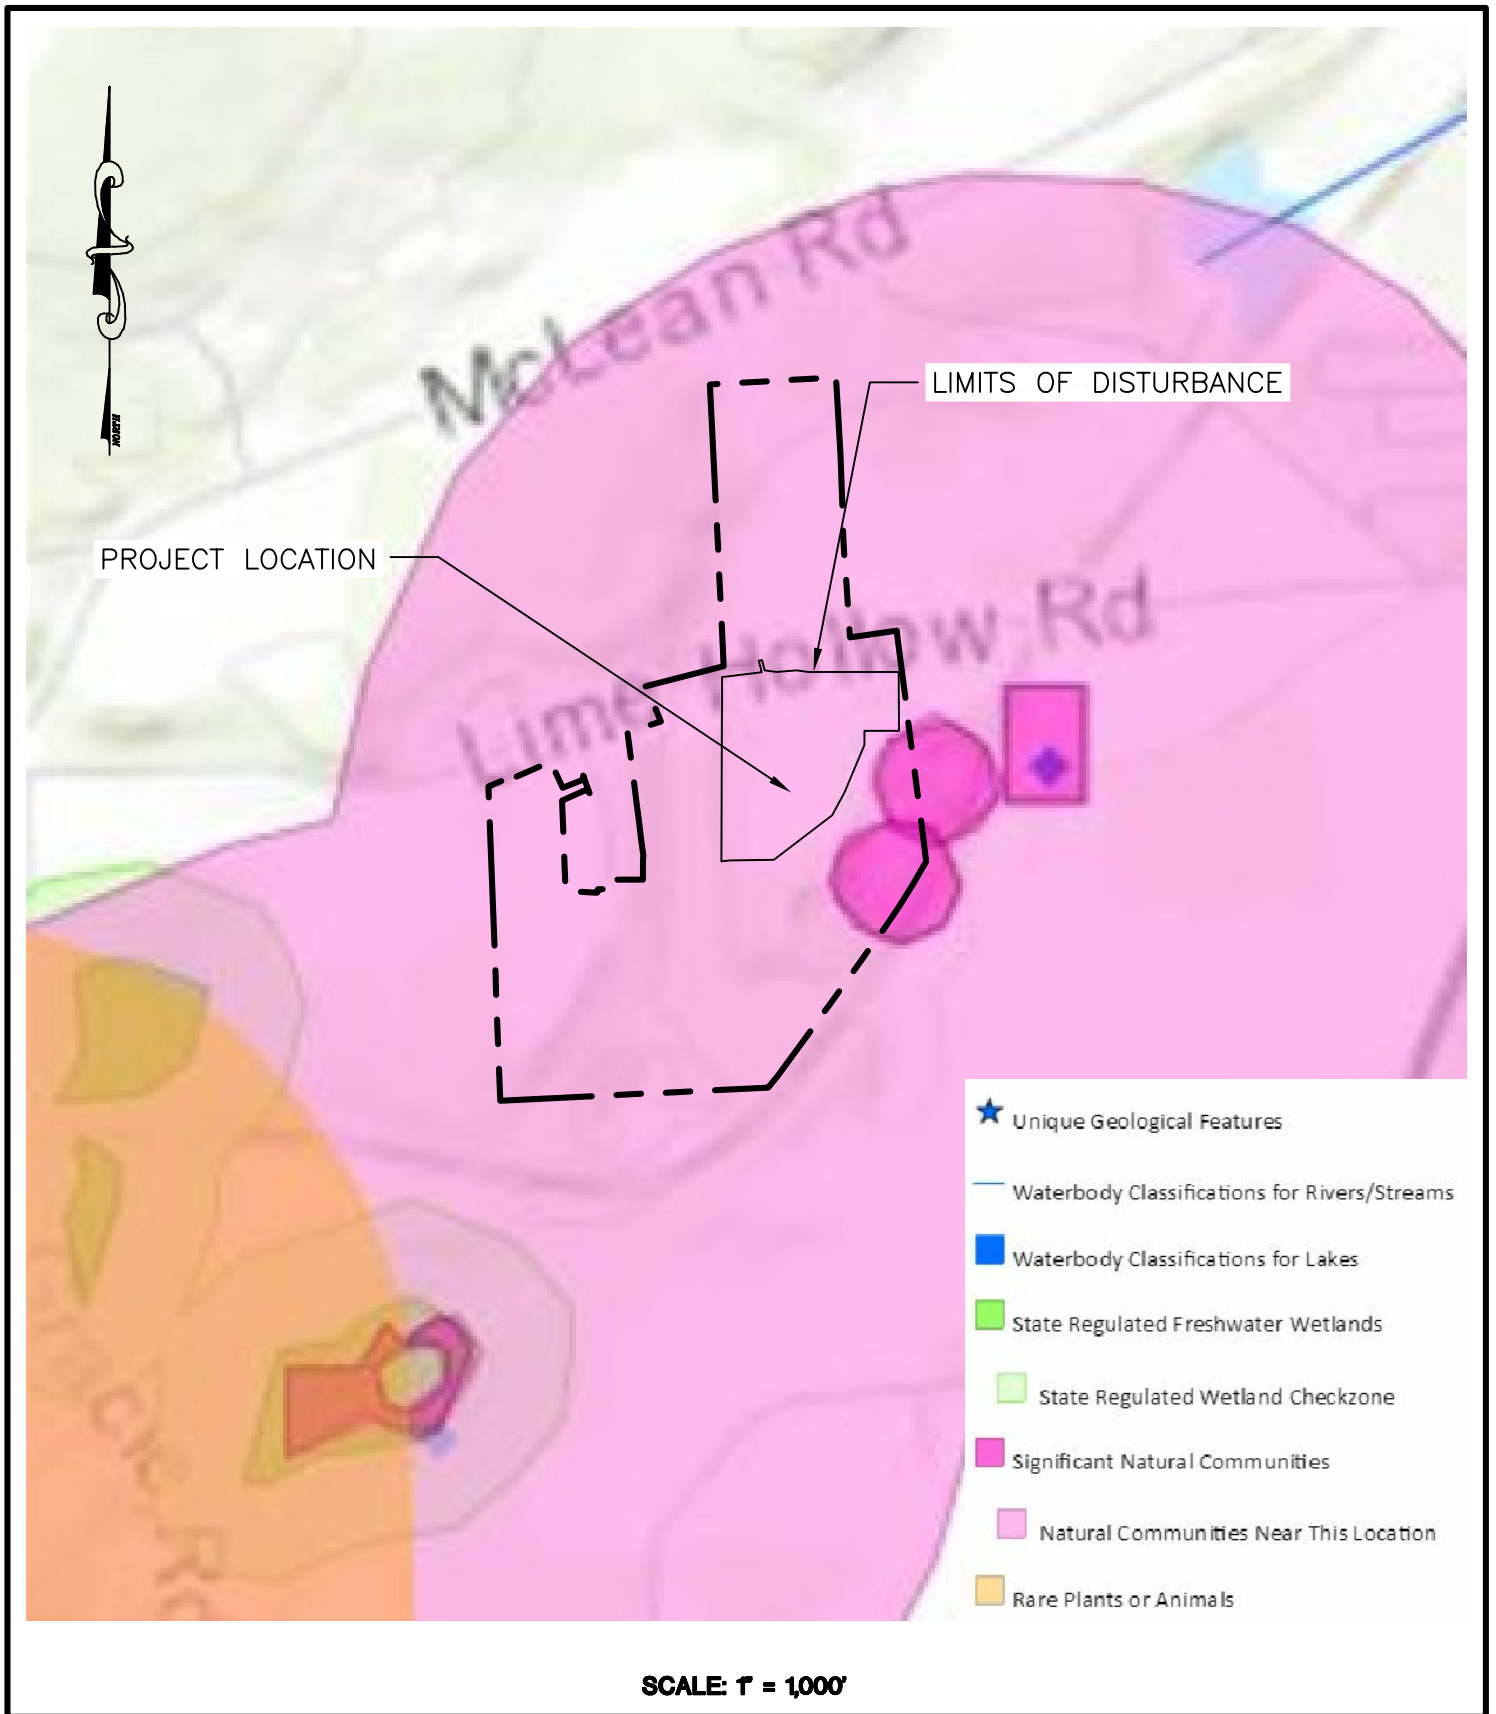 McLean Rd
LIMITS OF DISTURBANCE
NORTH
PROJECT LOCATION
Lime Hollow Rd
Unique Geological Features
Waterbody Classifications for Rivers/Streams
Waterbody Classifications for Lakes
State Regulated Freshwater Wetlands
State Regulated Wetland Checkzone
Significant Natural Communities
Natural Communities Near This Location
Rare Plants or Animals
SCALE: 1" = 1,000'